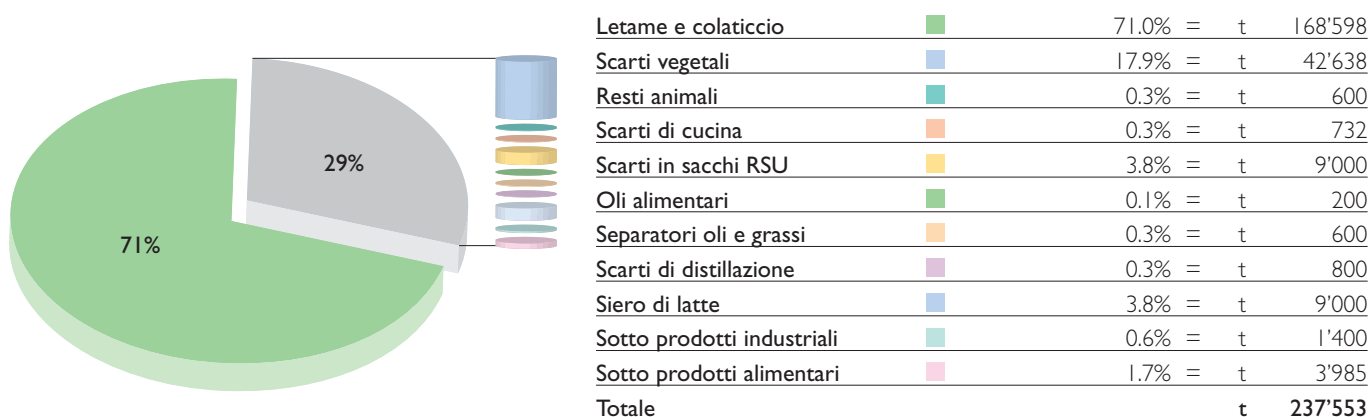 29%
71%
Letame e colaticcio 71.0% = t 168'598
Scarti vegetali 17.9% = t 42'638
Resti animali 0.3% = t 600
Scarti di cucina 0.3% = t 732
Scarti in sacchi RSU 3.8% = t 9'000
Oli alimentari 0.1% = t 200
Separatori oli e grassi 0.3% = t 600
Scarti di distillazione 0.3% = t 800
Siero di latte 3.8% = t 9'000
Sotto prodotti industriali 0.6% = t 1'400
Sotto prodotti alimentari 1.7% = t 3'985
Totale t 237'553